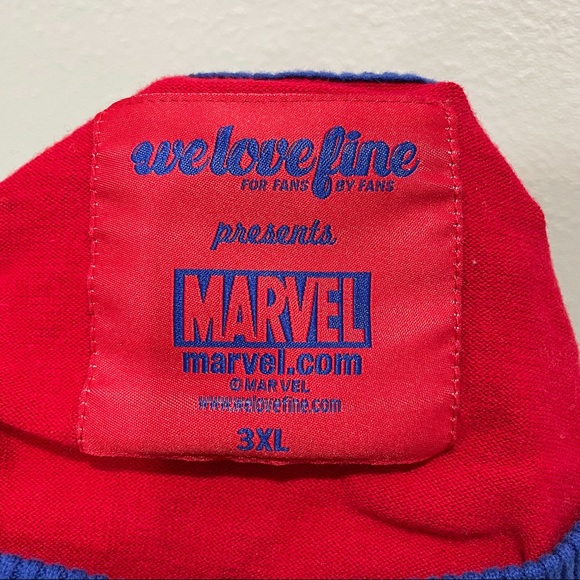 welovefine
FOR FANS BY FANS
presents
MARVEL
marvel.com
© MARVEL
www.welovefine.com
3XL